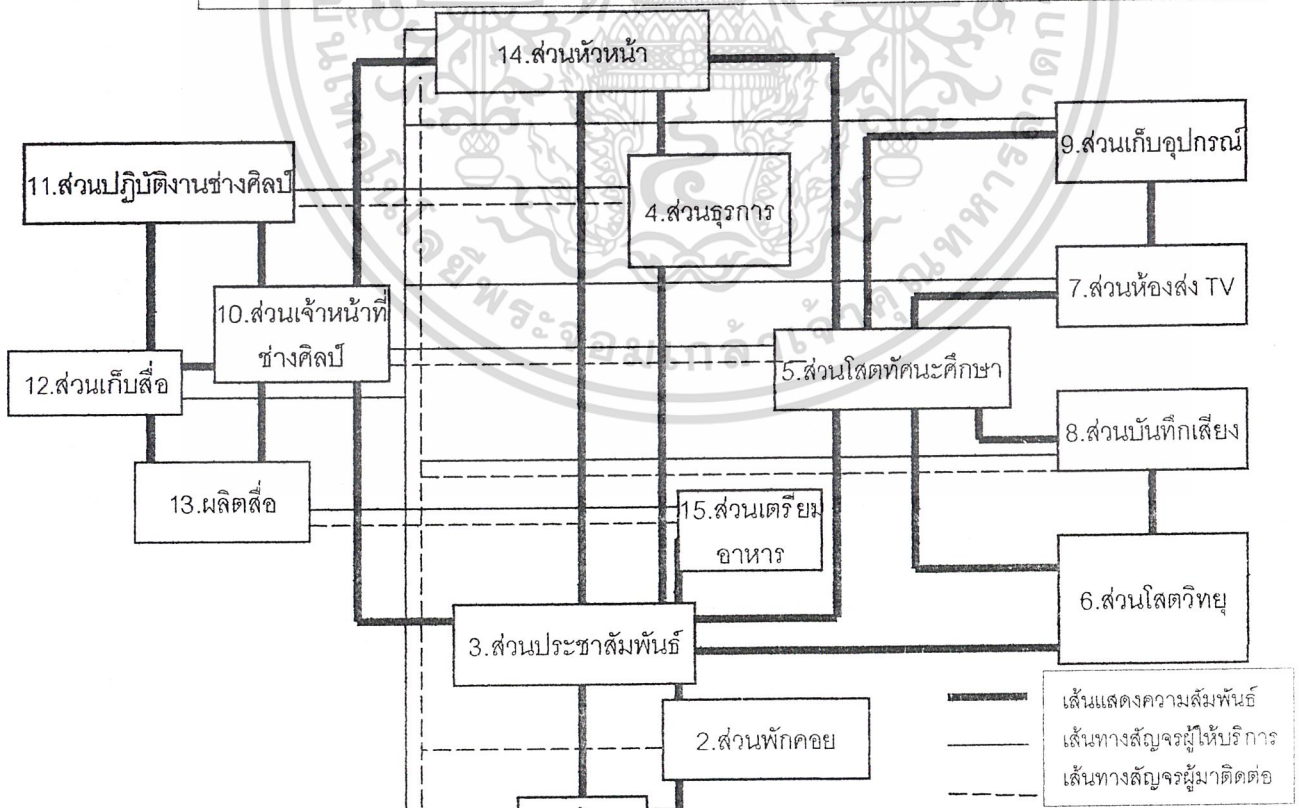 14.ส่วนหัวหน้า
9.ส่วนเก็บอุปกรณ์
11.ส่วนปฏิบัติงานช่างศิลป์
4.ส่วนธุรการ
7.ส่วนห้องส่ง TV
10.ส่วนเจ้าหน้าที่
ช่างศิลป์
5.ส่วนโสตทัศนะศึกษา
12.ส่วนเก็บสื่อ
8.ส่วนบันทึกเสียง
13.ผลิตสื่อ
15.ส่วนเตรียม
อาหาร
6.ส่วนโสตวิทยุ
3.ส่วนประชาสัมพันธ์
2.ส่วนพักคอย
เส้นแสดงความสัมพันธ์
เส้นทางสัญจรผู้ให้บริการ
เส้นทางสัญจรผู้มาติดต่อ